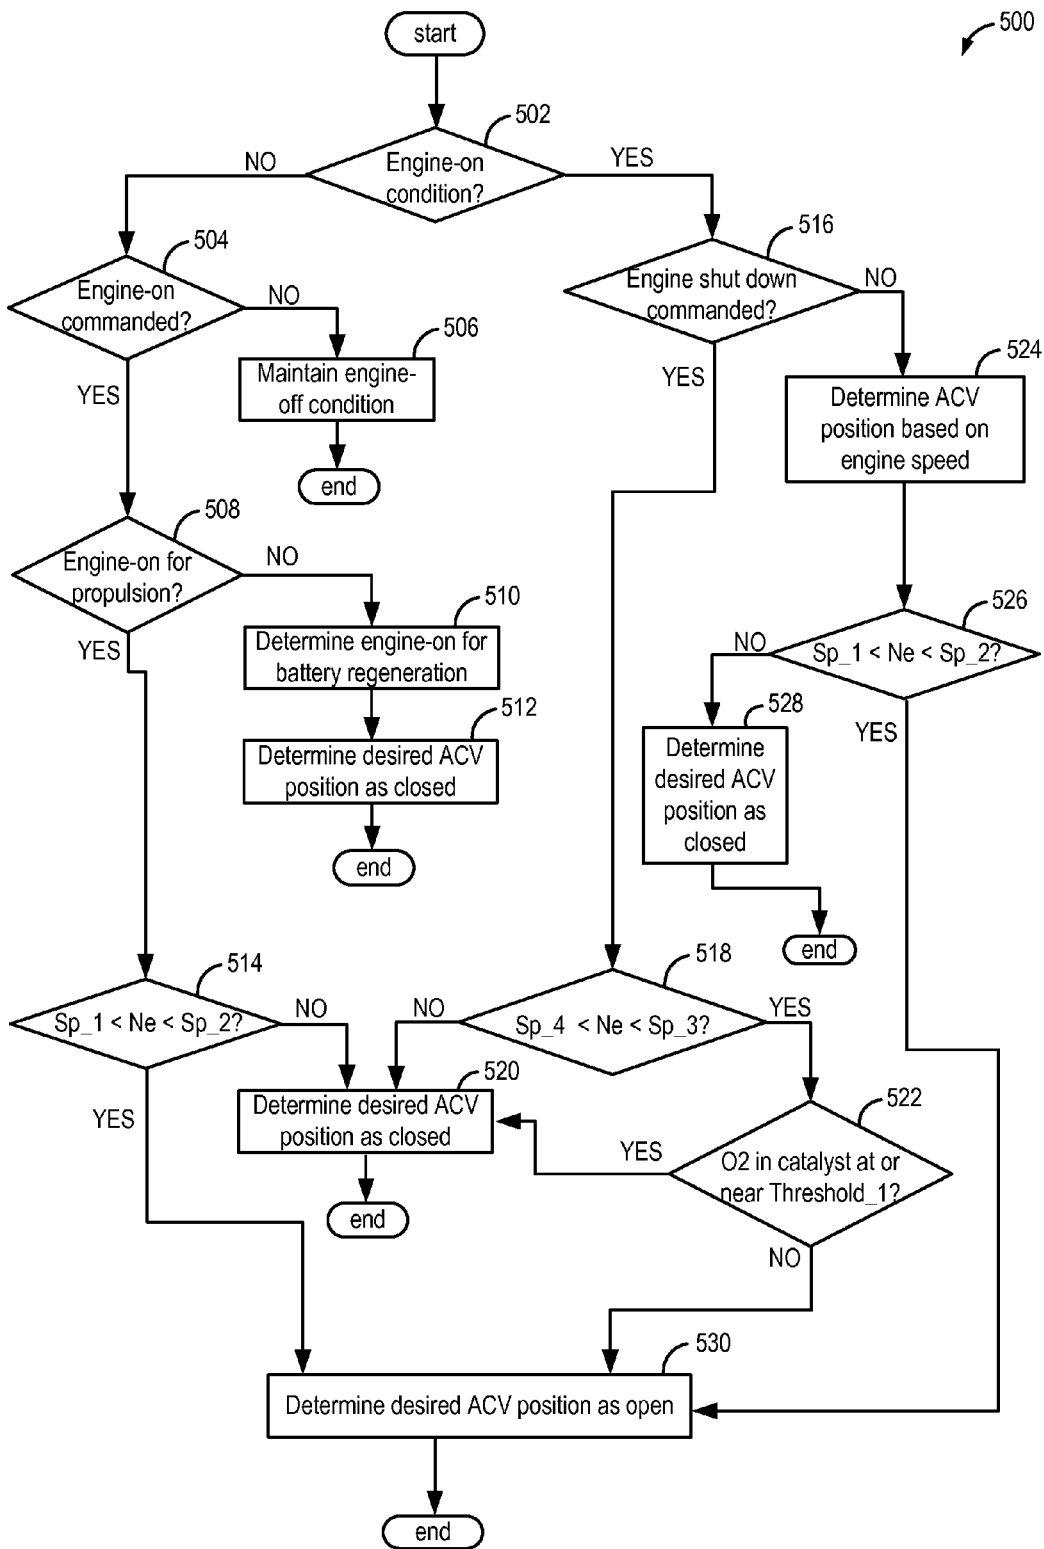 start
500
502
Engine-on
condition?
NO
YES
504
Engine-on
commanded?
NO
YES
506
Maintain engine-
off condition
end
516
Engine shut down
commanded?
NO
YES
524
Determine ACV
position based on
engine speed
508
Engine-on for
propulsion?
NO
YES
510
Determine engine-on for
battery regeneration
512
Determine desired ACV
position as closed
end
526
Sp_1 < Ne < Sp_2?
NO
YES
528
Determine
desired ACV
position as
closed
end
514
Sp_1 < Ne < Sp_2?
NO
YES
518
Sp_4 < Ne < Sp_3?
NO
YES
520
Determine desired ACV
position as closed
end
522
O2 in catalyst at or
near Threshold_1?
YES
NO
530
Determine desired ACV position as open
end